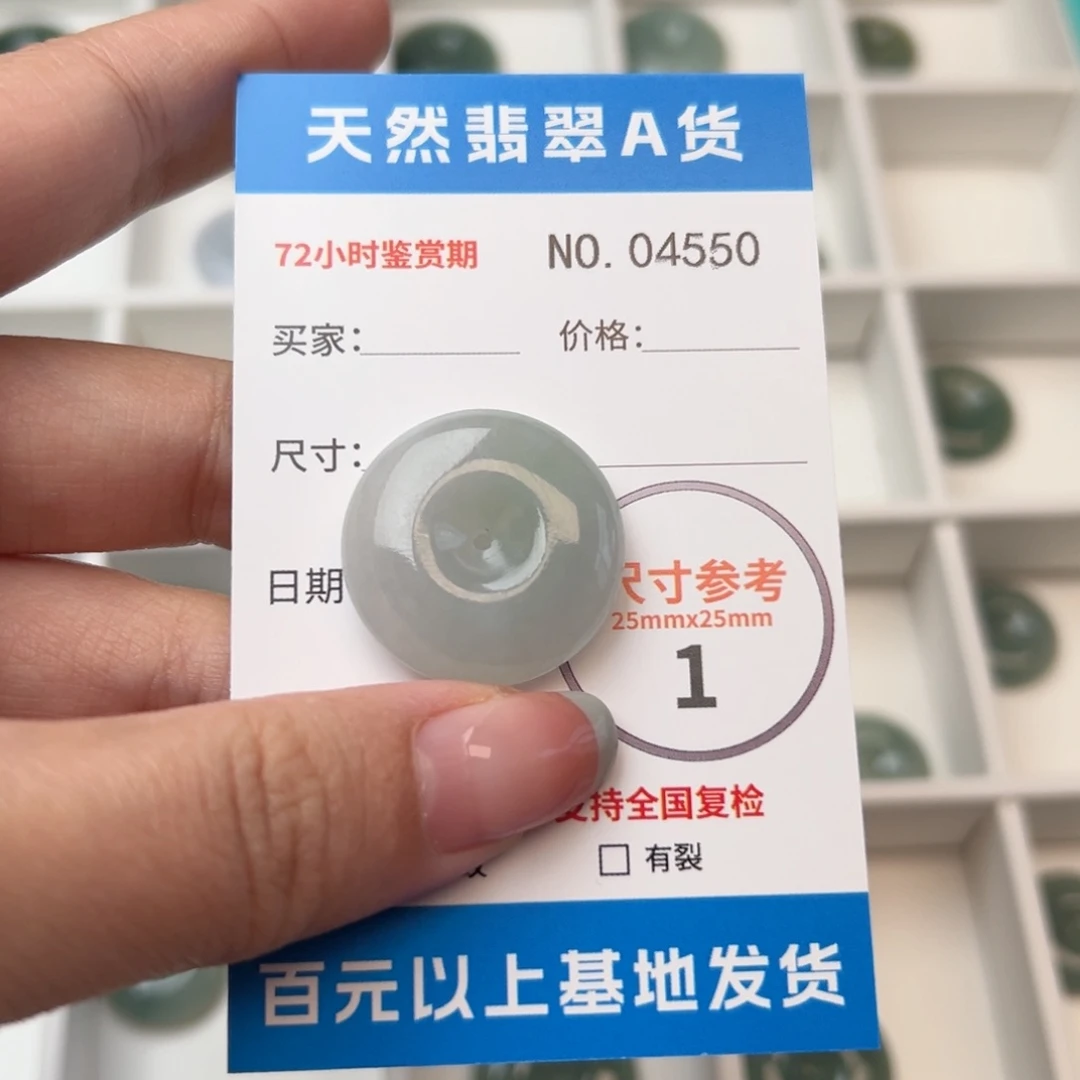 天然翡翠A货
72小时鉴赏期 NO. 04550
买家: 价格:
尺寸:
日期
尺寸参考
25mmx25mm
1
支持全国复检
有裂
百元以上基地发货